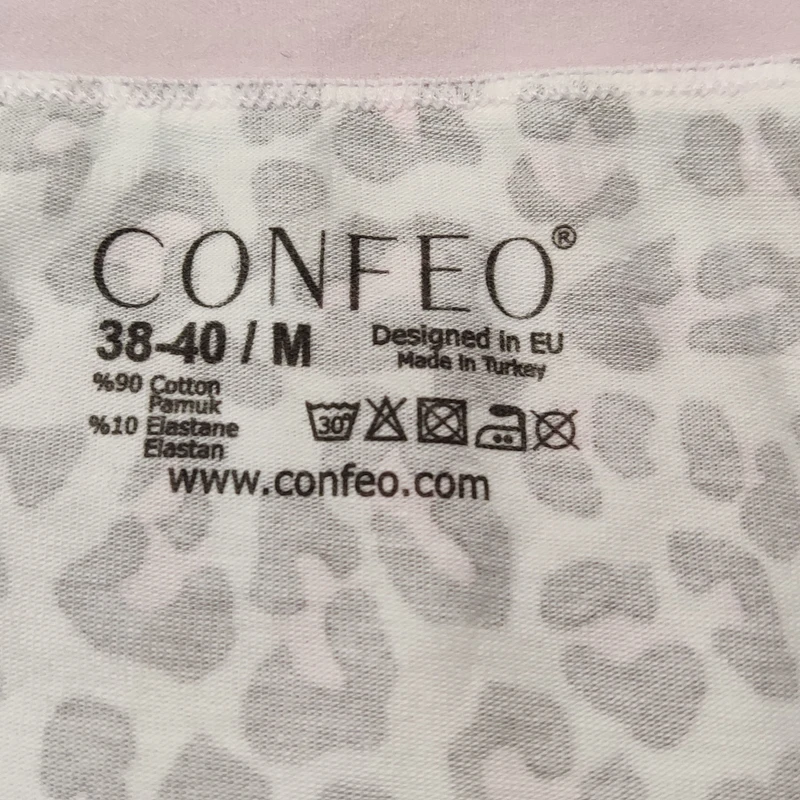 CONFEO®
38-40 / M
Designed in EU
Made in Turkey
%90 Cotton
Pamuk
%10 Elastane
Elastan
30°
www.confeo.com